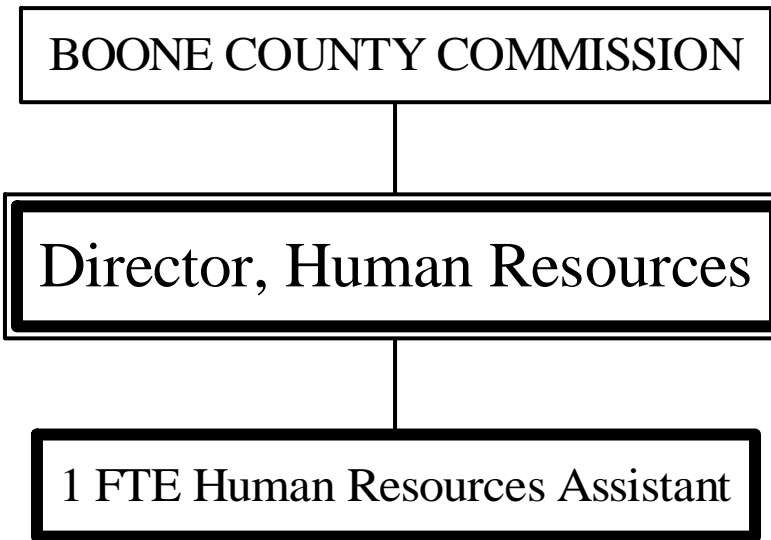 BOONE COUNTY COMMISSION
Director, Human Resources
1 FTE Human Resources Assistant